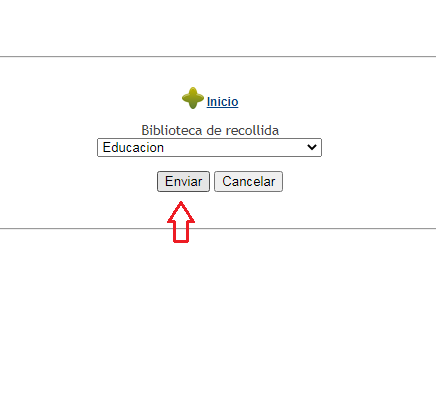 Inicio
Biblioteca de recollida
Educacion
Enviar Cancelar